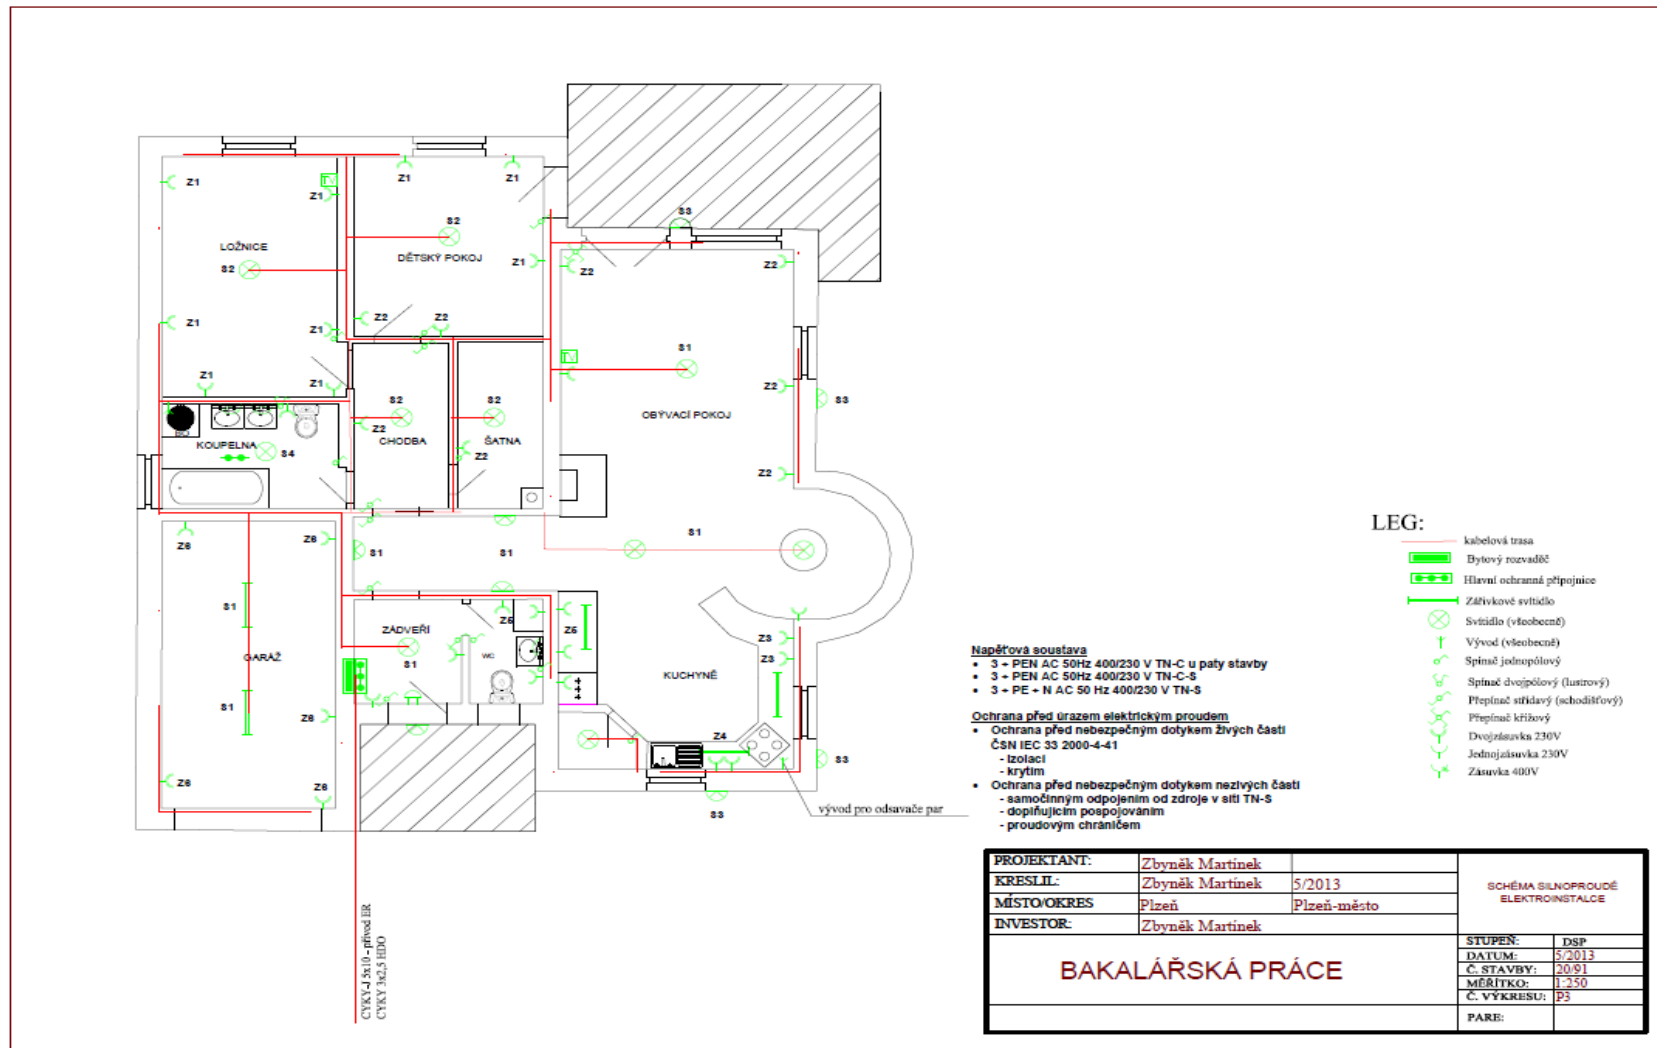 S3
Z1
TV
Z1
Z1
Z1
S2
S2
LOŽNICE
DĚTSKÝ POKOJ
S2
Z1
Z2
Z2
Z1
Z1
Z2
Z2
S1
TV
Z1
Z1
Z2
S2
S2
S3
OBÝVACÍ POKOJ
Z2
KOUPELNA
S4
CHODBA
ŠATNA
Z2
Z2
Z6
Z6
S1
S1
S1
S1
Z5
Z5
ZÁDVEŘÍ
Z3
GARÁŽ
WC
Z3
S1
KUCHYNĚ
S1
Z6
Z4
S3
Z6
Z6
S3
vývod pro odsavače par
CYKY-J 5x10 - přívod ER
CYKY 3x2,5 HDO
LEG:
kabelová trasa
Bytový rozvaděč
Hlavní ochranná přípojnice
Zářivkové svítidlo
Svítidlo (všeobecně)
Vývod (všeobecně)
Spínač jednopólový
Spínač dvojpólový (lustrový)
Přepínač střídavý (schodišťový)
Přepínač křížový
Dvojzásuvka 230V
Jednojzásuvka 230V
Zásuvka 400V
Napěťová soustava
• 3 + PEN AC 50Hz 400/230 V TN-C u paty stavby
• 3 + PEN AC 50Hz 400/230 V TN-C-S
• 3 + PE + N AC 50 Hz 400/230 V TN-S
Ochrana před úrazem elektrickým proudem
• Ochrana před nebezpečným dotykem živých částí
ČSN IEC 33 2000-4-41
- Izolací
- krytím
• Ochrana před nebezpečným dotykem nezivých částí
- samočinným odpojením od zdroje v síti TN-S
- doplňujícím pospojováním
- proudovým chráničem
PROJEKTANT: Zbyněk Martínek
KRESLIL: Zbyněk Martínek 5/2013
MÍSTO/OKRES Plzeň Plzeň-město
INVESTOR: Zbyněk Martínek
SCHÉMA SILNOPROUDÉ
ELEKTROINSTALCE
BAKALÁŘSKÁ PRÁCE
STUPEŇ: DSP
DATUM: 5/2013
Č. STAVBY: 20/91
MĚŘÍTKO: 1:250
Č. VÝKRESU: P3
PARE: